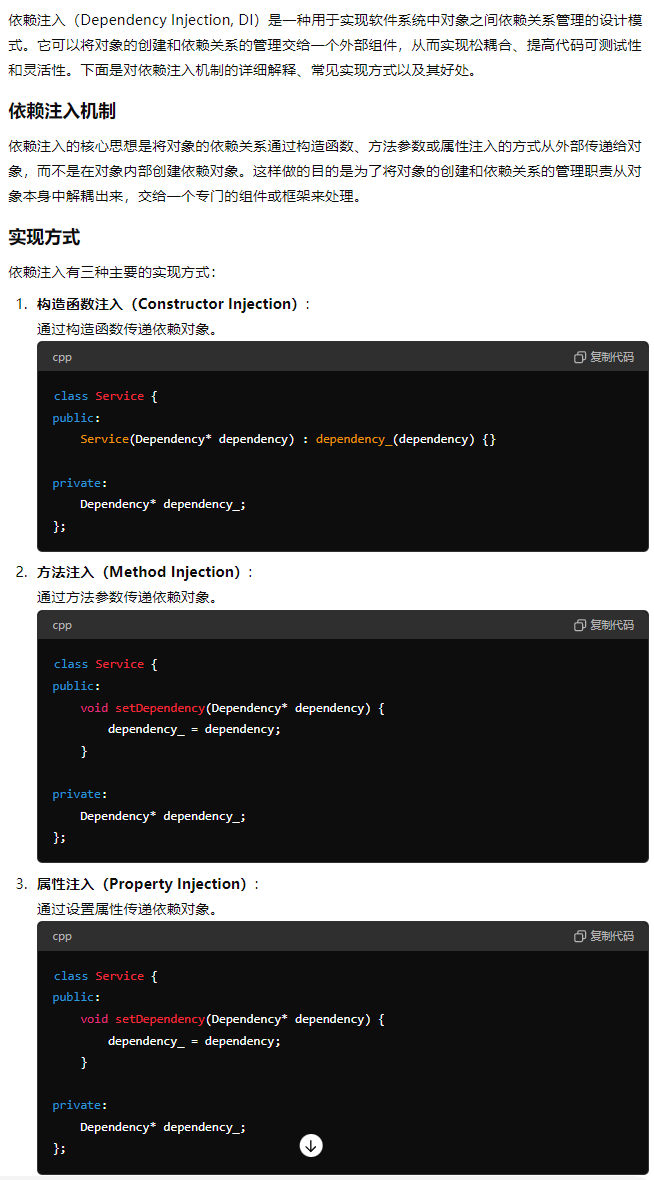 依赖注入（Dependency Injection, DI）是一种用于实现软件系统中对象之间依赖关系管理的设计模
式。它可以将对象的创建和依赖关系的管理交给一个外部组件，从而实现松耦合、提高代码可测试性
和灵活性。下面是对依赖注入机制的详细解释、常见实现方式以及其好处。
依赖注入机制
依赖注入的核心思想是将对象的依赖关系通过构造函数、方法参数或属性注入的方式从外部传递给对
象，而不是在对象内部创建依赖对象。这样做的目的是为了将对象的创建和依赖关系的管理职责从对
象本身中解耦出来，交给一个专门的组件或框架来处理。
实现方式
依赖注入有三种主要的实现方式：
1. 构造函数注入（Constructor Injection）：
通过构造函数传递依赖对象。
cpp 复制代码
class Service {
public:
    Service(Dependency* dependency) : dependency_(dependency) {}
private:
    Dependency* dependency_;
};
2. 方法注入（Method Injection）：
通过方法参数传递依赖对象。
cpp 复制代码
class Service {
public:
    void setDependency(Dependency* dependency) {
        dependency_ = dependency;
    }
private:
    Dependency* dependency_;
};
3. 属性注入（Property Injection）：
通过设置属性传递依赖对象。
cpp 复制代码
class Service {
public:
    void setDependency(Dependency* dependency) {
        dependency_ = dependency;
    }
private:
    Dependency* dependency_;
};